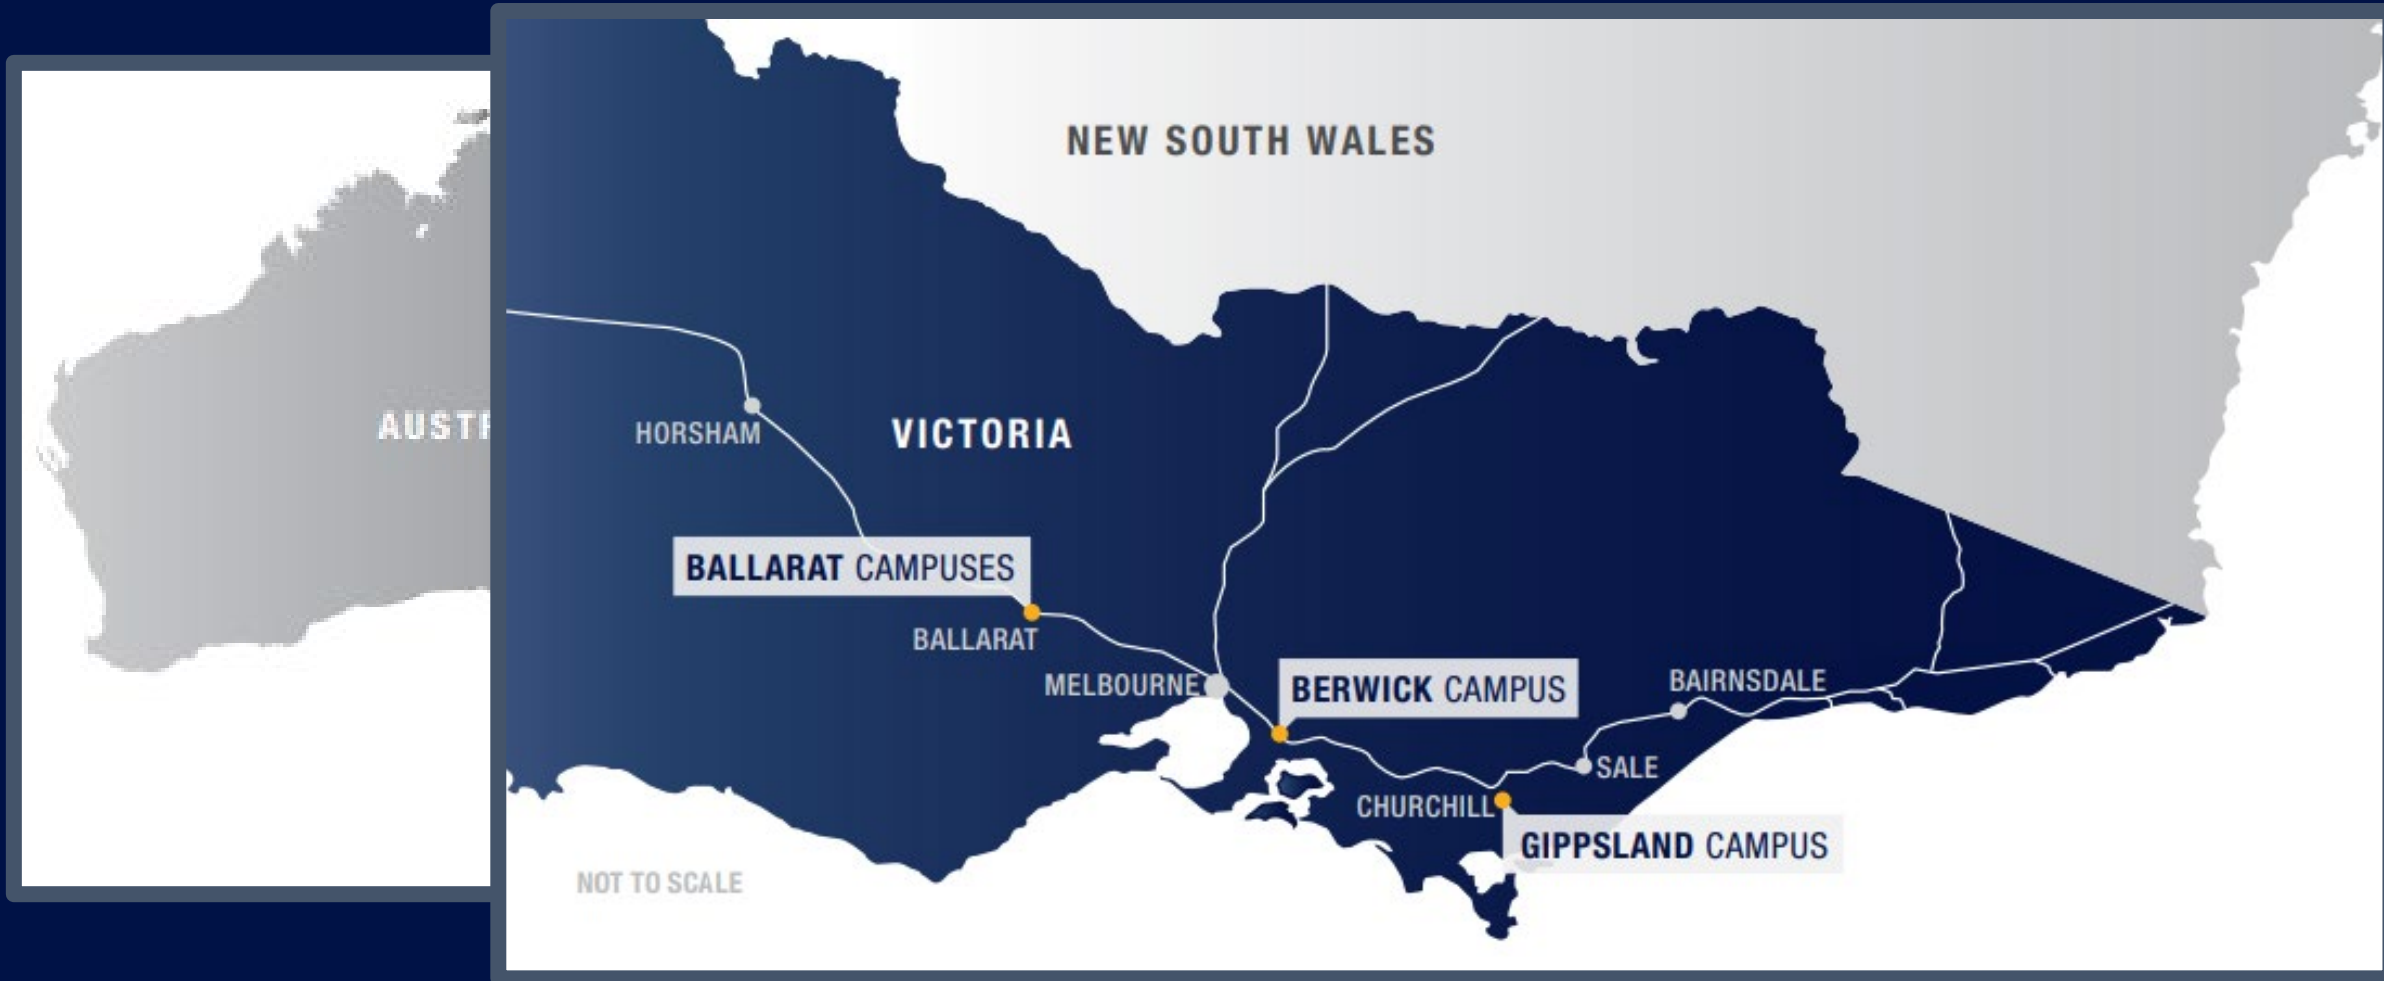 NEW SOUTH WALES
AUSTR
HORSHAM
VICTORIA
BALLARAT CAMPUSES
BALLARAT
MELBOURNE
BERWICK CAMPUS
BAIRNSDALE
SALE
CHURCHILL
GIPPSLAND CAMPUS
NOT TO SCALE